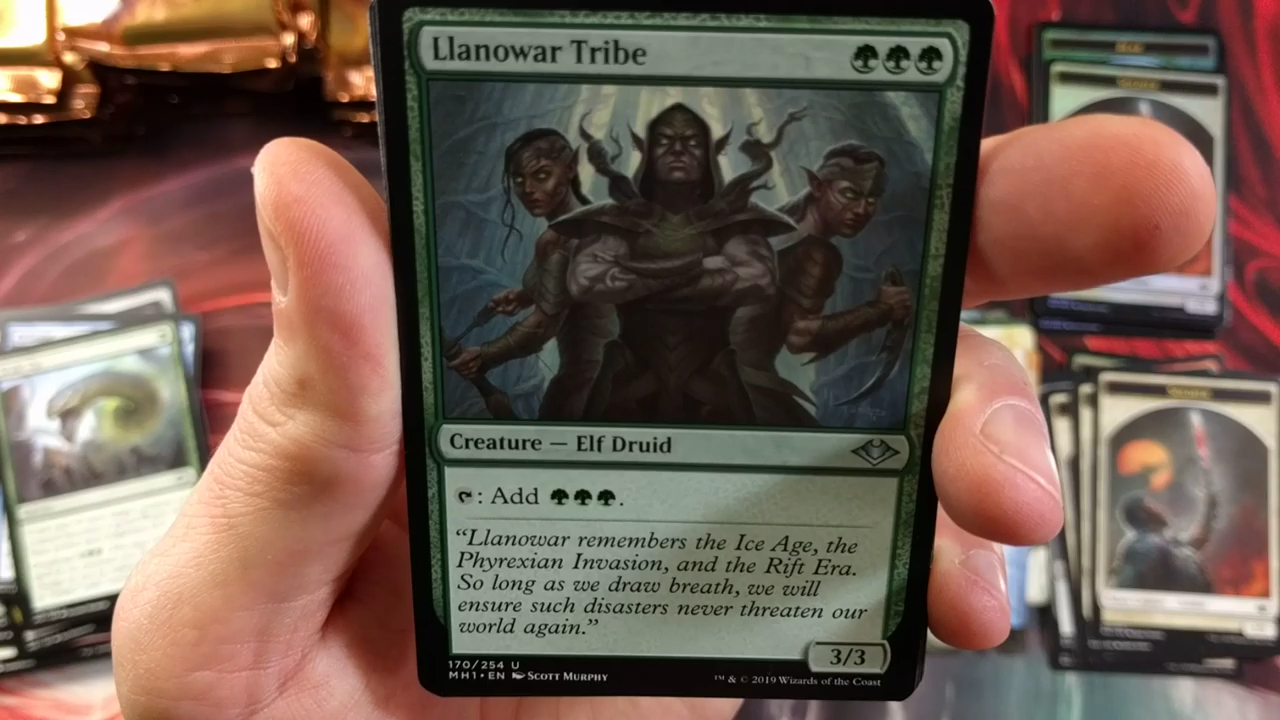 Llanowar Tribe
Creature — Elf Druid
: Add .
“Llanowar remembers the Ice Age, the
Phyrexian Invasion, and the Rift Era.
So long as we draw breath, we will
ensure such disasters never threaten our
world again.”
3/3
170/254 U
MH1 • EN Scott Murphy
™ & © 2019 Wizards of the Coast